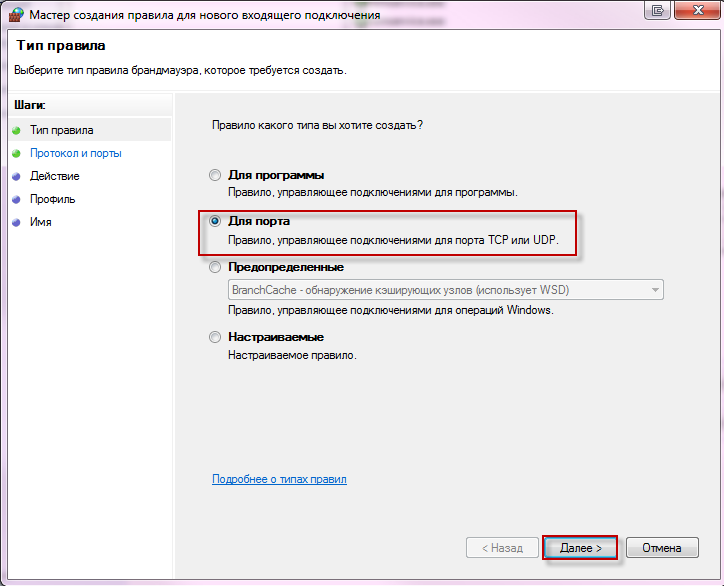 Мастер создания правила для нового входящего подключения
Тип правила
Выберите тип правила брандмауэра, которое требуется создать.
Шаги:
Тип правила
Протокол и порты
Действие
Профиль
Имя
Правило какого типа вы хотите создать?
Для программы
Правило, управляющее подключениями для программы.
Для порта
Правило, управляющее подключениями для порта TCP или UDP.
Предопределенные
BranchCache - обнаружение кэширующих узлов (использует WSD)
Правило, управляющее подключениями для операций Windows.
Настраиваемые
Настраиваемое правило.
Подробнее о типах правил
< Назад
Далее >
Отмена